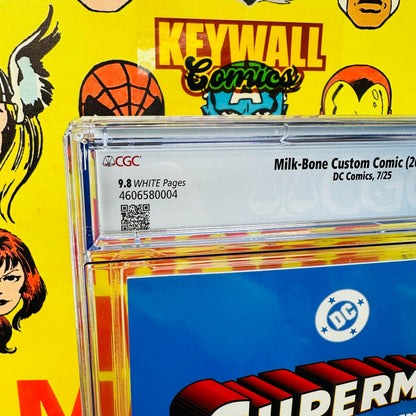 KEYWALL
Comics
CGC
9.8 WHITE Pages
4606580004
Milk-Bone Custom Comic (20
DC Comics, 7/25
CGC
DC
SUPERM
M